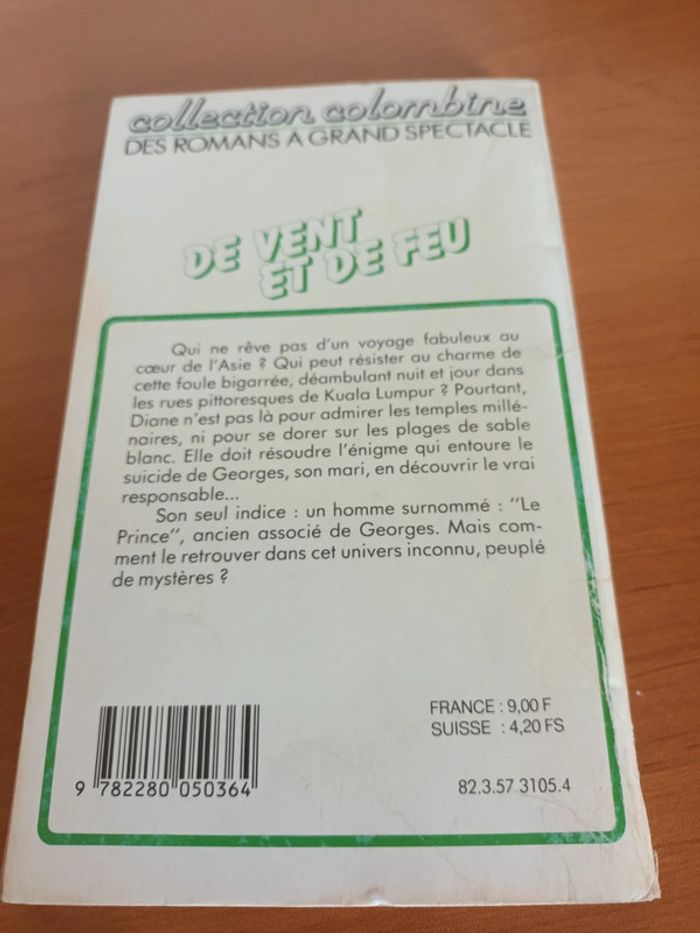 collection colombine
DES ROMANS A GRAND SPECTACLE
DE VENT
ET DE FEU
Qui ne rêve pas d'un voyage fabuleux au
cœur de l'Asie ? Qui peut résister au charme de
cette foule bigarrée, déambulant nuit et jour dans
les rues pittoresques de Kuala Lumpur ? Pourtant,
Diane n'est pas là pour admirer les temples millé-
naires, ni pour se dorer sur les plages de sable
blanc. Elle doit résoudre l'énigme qui entoure le
suicide de Georges, son mari, en découvrir le vrai
responsable...
Son seul indice : un homme surnommé : "Le
Prince", ancien associé de Georges. Mais com-
ment le retrouver dans cet univers inconnu, peuplé
de mystères ?
FRANCE : 9,00 F
SUISSE : 4,20 FS
9 782280 050364
82.3.57 3105.4